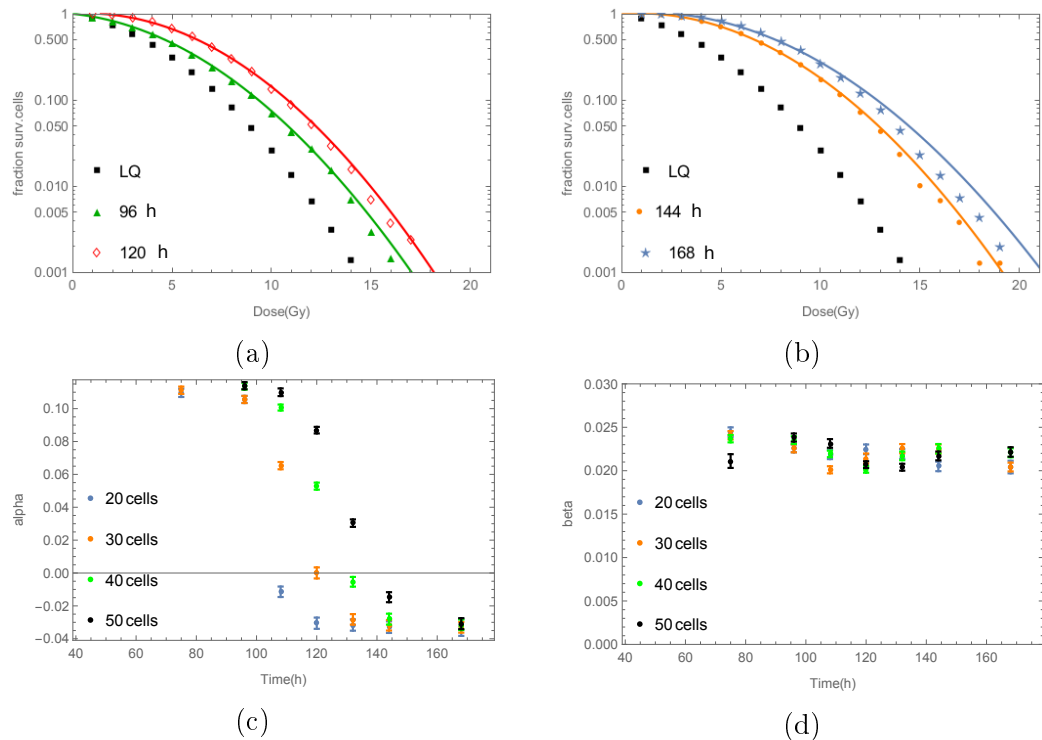 1
0.500
0.100
0.050
0.010
0.005
0.001
fraction surv.cells
LQ
96 h
120 h
0 5 10 15 20
Dose(Gy)
(a)
1
0.500
0.100
0.050
0.010
0.005
0.001
fraction surv.cells
LQ
144 h
168 h
0 5 10 15 20
Dose(Gy)
(b)
0.10
0.08
0.06
0.04
0.02
0.00
−0.02
−0.04
alpha
20 cells
30 cells
40 cells
50 cells
40 60 80 100 120 140 160
Time(h)
(c)
0.030
0.025
0.020
0.015
0.010
0.005
0.000
beta
20 cells
30 cells
40 cells
50 cells
40 60 80 100 120 140 160
Time(h)
(d)